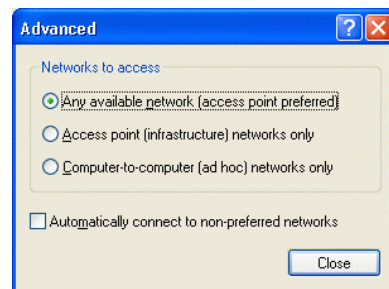 Advanced
Networks to access
Any available network (access point preferred)
Access point (infrastructure) networks only
Computer-to-computer (ad hoc) networks only
Automatically connect to non-preferred networks
Close